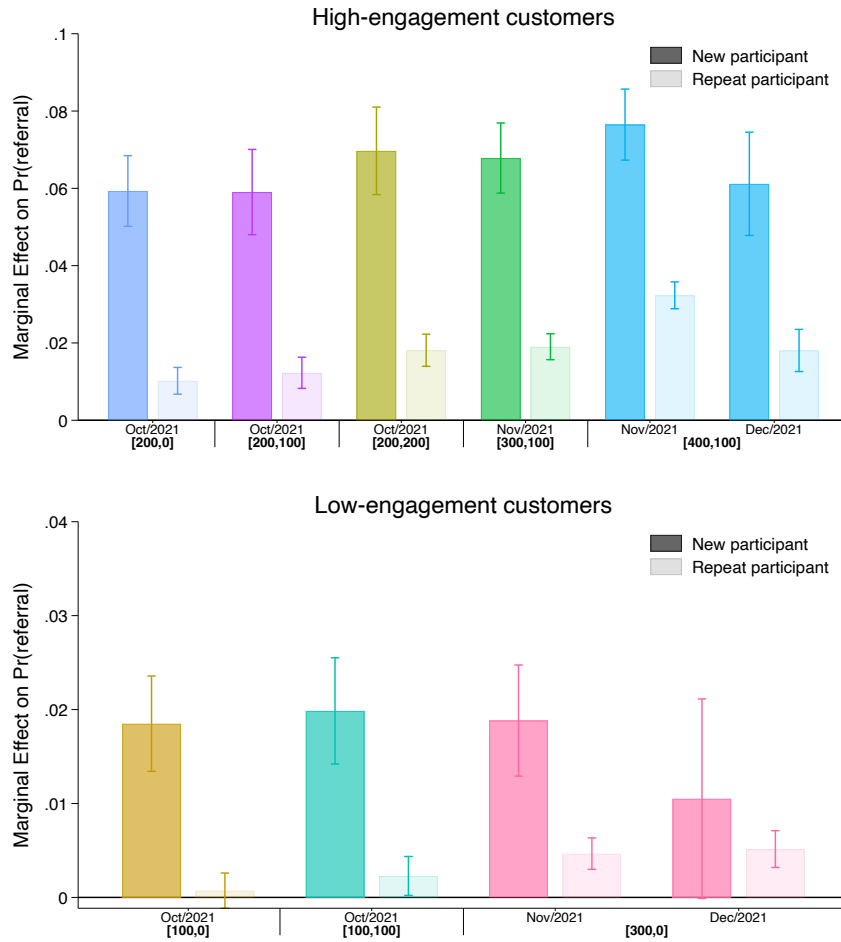 High-engagement customers
Marginal Effect on Pr(referral)
.1
.08
.06
.04
.02
0
New participant
Repeat participant
Oct/2021 Oct/2021 Oct/2021 Nov/2021 Nov/2021 Dec/2021
[200,0] [200,100] [200,200] [300,100] [400,100]
Low-engagement customers
Marginal Effect on Pr(referral)
.04
.03
.02
.01
0
New participant
Repeat participant
Oct/2021 Oct/2021 Nov/2021 Dec/2021
[100,0] [100,100] [300,0]